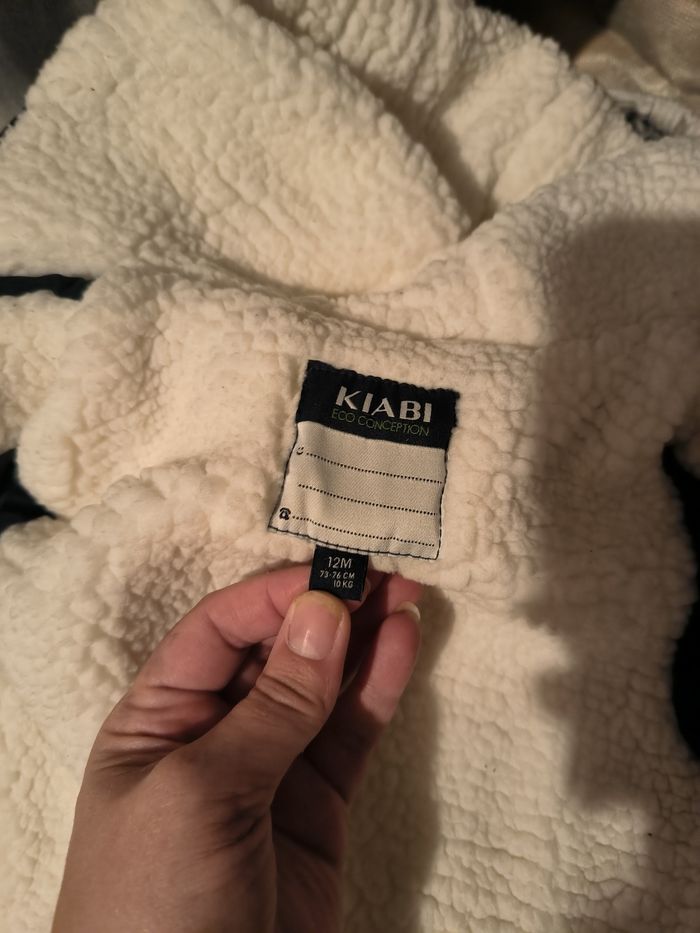 KIABI
ECO CONCEPTION
12M
73-76 CM
10 KG